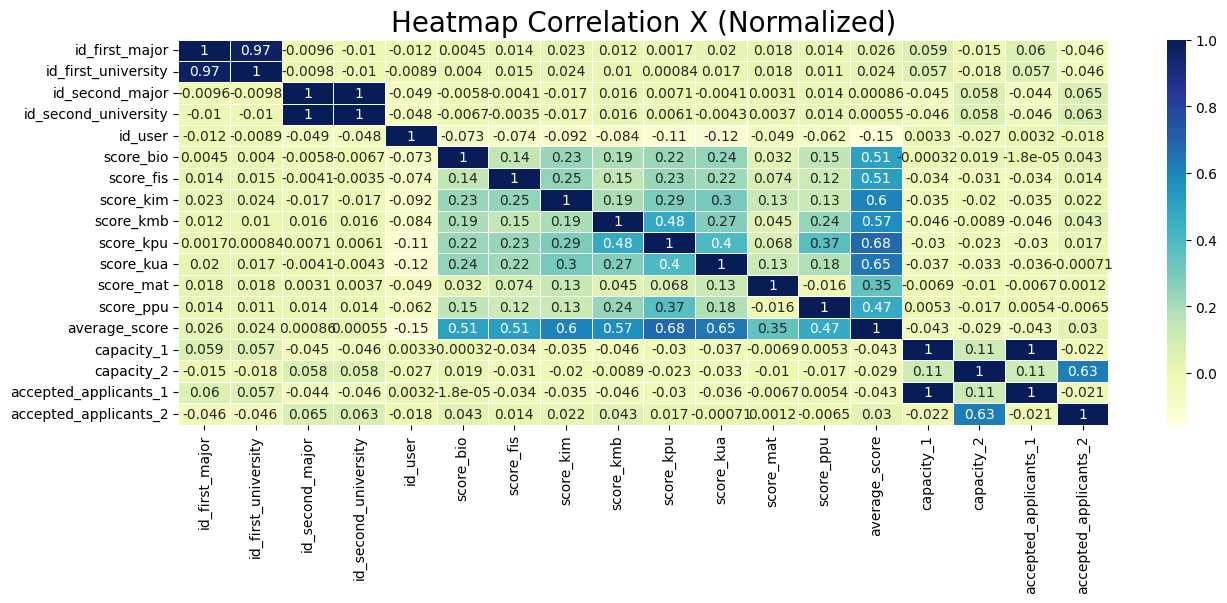 Heatmap Correlation X (Normalized)
id_first_major 1 0.97 -0.0096 -0.01 -0.012 0.0045 0.014 0.023 0.012 0.0017 0.02 0.018 0.014 0.026 0.059 -0.015 0.06 -0.046
id_first_university 0.97 1 -0.0098 -0.01 -0.0089 0.004 0.015 0.024 0.01 0.00084 0.017 0.018 0.011 0.024 0.057 -0.018 0.057 -0.046
id_second_major -0.0096 -0.0098 1 1 -0.049 -0.0058 -0.0041 -0.017 0.016 0.0071 -0.0041 0.0031 0.014 0.00086 -0.045 0.058 -0.044 0.065
id_second_university -0.01 -0.01 1 1 -0.048 -0.0067 -0.0035 -0.017 0.016 0.0061 -0.0043 0.0037 0.014 0.00055 -0.046 0.058 -0.046 0.063
id_user -0.012 -0.0089 -0.049 -0.048 1 -0.073 -0.074 -0.092 -0.084 -0.11 -0.12 -0.049 -0.062 -0.15 0.0033 -0.027 0.0032 -0.018
score_bio 0.0045 0.004 -0.0058 -0.0067 -0.073 1 0.14 0.23 0.19 0.22 0.24 0.032 0.15 0.51 -0.00032 0.019 -1.8e-05 0.043
score_fis 0.014 0.015 -0.0041 -0.0035 -0.074 0.14 1 0.25 0.15 0.23 0.22 0.074 0.12 0.51 -0.034 -0.031 -0.034 0.014
score_kim 0.023 0.024 -0.017 -0.017 -0.092 0.23 0.25 1 0.19 0.29 0.3 0.13 0.13 0.6 -0.035 -0.02 -0.035 0.022
score_kmb 0.012 0.01 0.016 0.016 -0.084 0.19 0.15 0.19 1 0.48 0.27 0.045 0.24 0.57 -0.046 -0.0089 -0.046 0.043
score_kpu 0.0017 0.00084 0.0071 0.0061 -0.11 0.22 0.23 0.29 0.48 1 0.4 0.068 0.37 0.68 -0.03 -0.023 -0.03 0.017
score_kua 0.02 0.017 -0.0041 -0.0043 -0.12 0.24 0.22 0.3 0.27 0.4 1 0.13 0.18 0.65 -0.037 -0.033 -0.036 -0.00071
score_mat 0.018 0.018 0.0031 0.0037 -0.049 0.032 0.074 0.13 0.045 0.068 0.13 1 -0.016 0.35 -0.0069 -0.01 -0.0067 0.0012
score_ppu 0.014 0.011 0.014 0.014 -0.062 0.15 0.12 0.13 0.24 0.37 0.18 -0.016 1 0.47 0.0053 -0.017 0.0054 -0.0065
average_score 0.026 0.024 0.00086 0.00055 -0.15 0.51 0.51 0.6 0.57 0.68 0.65 0.35 0.47 1 -0.043 -0.029 -0.043 0.03
capacity_1 0.059 0.057 -0.045 -0.046 0.0033 -0.00032 -0.034 -0.035 -0.046 -0.03 -0.037 -0.0069 0.0053 -0.043 1 0.11 1 -0.022
capacity_2 -0.015 -0.018 0.058 0.058 -0.027 0.019 -0.031 -0.02 -0.0089 -0.023 -0.033 -0.01 -0.017 -0.029 0.11 1 0.11 0.63
accepted_applicants_1 0.06 0.057 -0.044 -0.046 0.0032 -1.8e-05 -0.034 -0.035 -0.046 -0.03 -0.036 -0.0067 0.0054 -0.043 1 0.11 1 -0.021
accepted_applicants_2 -0.046 -0.046 0.065 0.063 -0.018 0.043 0.014 0.022 0.043 0.017 -0.00071 0.0012 -0.0065 0.03 -0.022 0.63 -0.021 1
id_first_major
id_first_university
id_second_major
id_second_university
id_user
score_bio
score_fis
score_kim
score_kmb
score_kpu
score_kua
score_mat
score_ppu
average_score
capacity_1
capacity_2
accepted_applicants_1
accepted_applicants_2
1.0
0.8
0.6
0.4
0.2
0.0